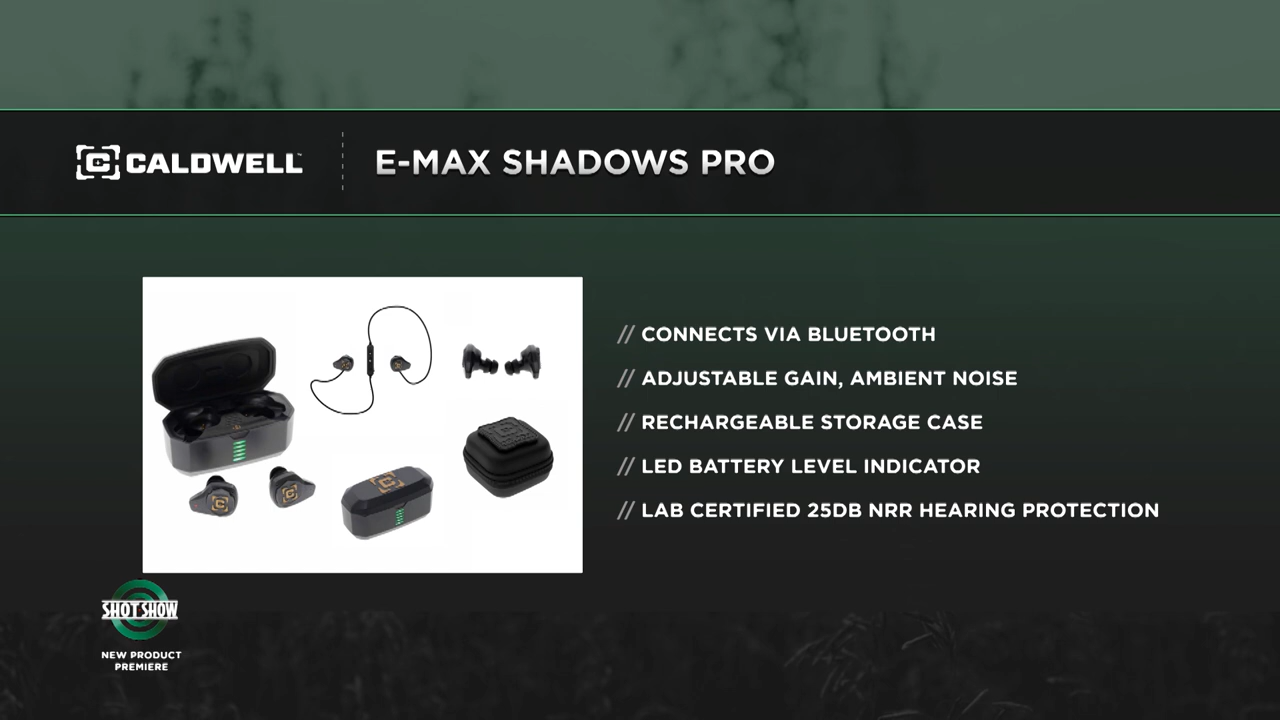 CALDWELL™
E-MAX SHADOWS PRO
// CONNECTS VIA BLUETOOTH
// ADJUSTABLE GAIN, AMBIENT NOISE
// RECHARGEABLE STORAGE CASE
// LED BATTERY LEVEL INDICATOR
// LAB CERTIFIED 25DB NRR HEARING PROTECTION
SHOT SHOW
NEW PRODUCT
PREMIERE